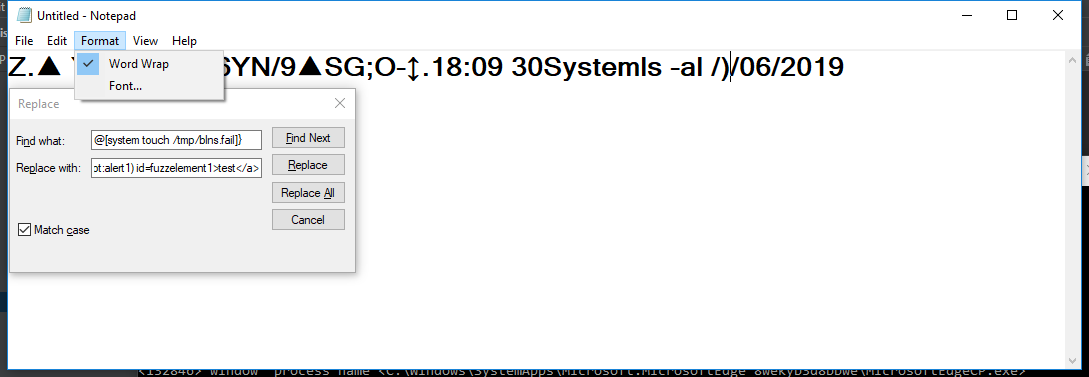 Untitled - Notepad
File Edit Format View Help
Word Wrap
Font...
Z.▲ 6YN/9▲SG;O-↕.18:09 30Systemls -al /)/06/2019
Replace
Find what: @[system touch /tmp/blns.fail]} Find Next
Replace with: pt:alert1) id=fuzzelement1>test</a> Replace
Replace All
Cancel
Match case
<132846> window process name <C:\Windows\SystemApps\Microsoft.MicrosoftEdge_8wekyb3d8bbwe\MicrosoftEdgeCP.exe>